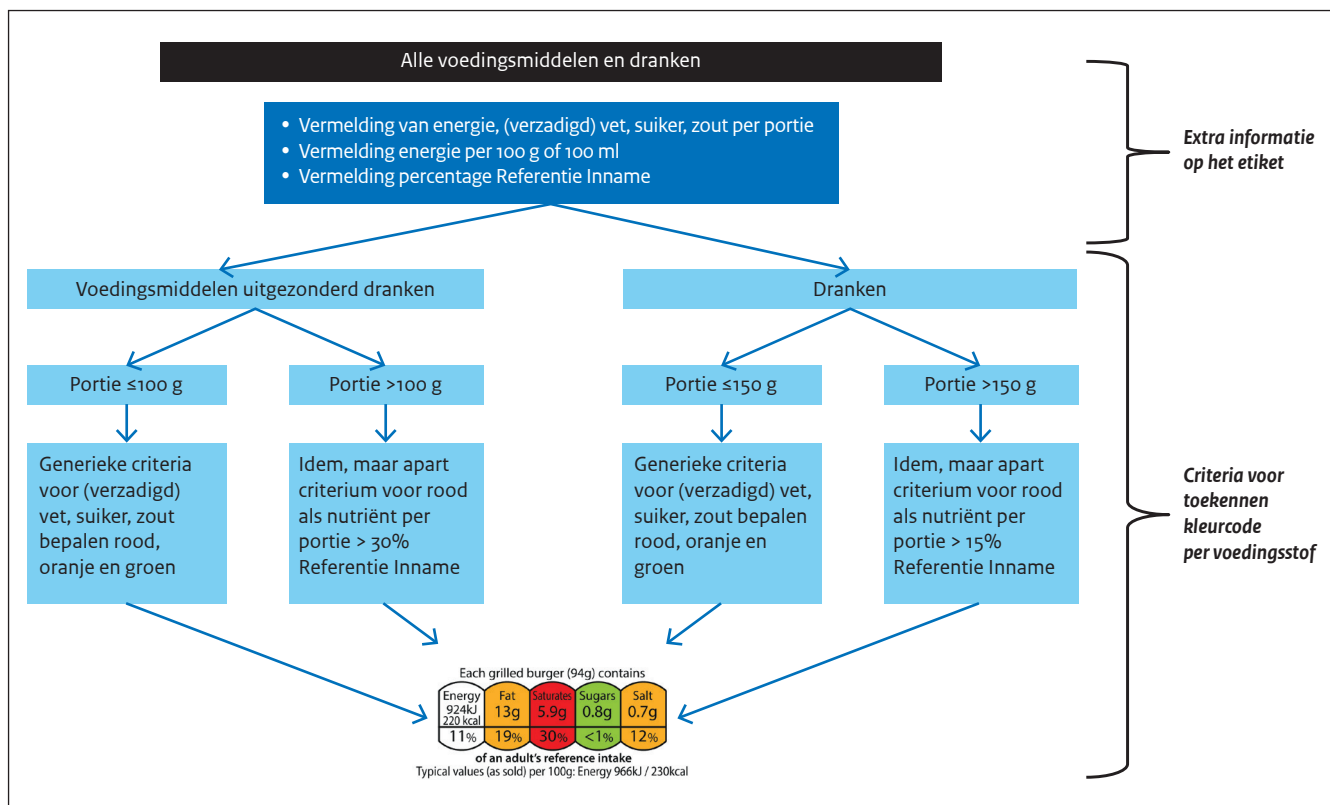 Alle voedingsmiddelen en dranken
• Vermelding van energie, (verzadigd) vet, suiker, zout per portie
• Vermelding energie per 100 g of 100 ml
• Vermelding percentage Referentie Inname
Extra informatie
op het etiket
Voedingsmiddelen uitgezonderd dranken
Dranken
Portie ≤100 g
Portie >100 g
Portie ≤150 g
Portie >150 g
Generieke criteria
voor (verzadigd)
vet, suiker, zout
bepalen rood,
oranje en groen
Idem, maar apart
criterium voor rood
als nutriënt per
portie > 30%
Referentie Inname
Generieke criteria
voor (verzadigd) vet,
suiker, zout bepalen
rood, oranje en
groen
Idem, maar apart
criterium voor rood
als nutriënt per
portie > 15%
Referentie Inname
Criteria voor
toekennen
kleurcode
per voedingsstof
Each grilled burger (94g) contains
Energy
924kJ
220 kcal
11%
Fat
13g
19%
Saturates
5.9g
30%
Sugars
0.8g
<1%
Salt
0.7g
12%
of an adult's reference intake
Typical values (as sold) per 100g: Energy 966kJ / 230kcal